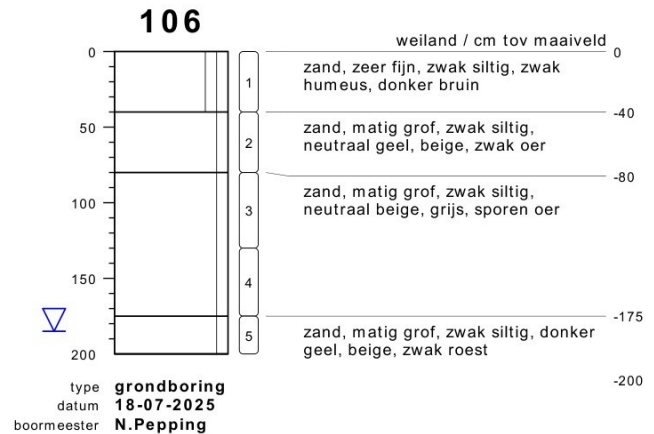 106
weiland / cm tov maaiveld
0
0
zand, zeer fijn, zwak siltig, zwak
humeus, donker bruin
1
-40
50
zand, matig grof, zwak siltig,
neutraal geel, beige, zwak oer
2
-80
zand, matig grof, zwak siltig,
neutraal beige, grijs, sporen oer
100
3
150
4
-175
zand, matig grof, zwak siltig, donker
geel, beige, zwak roest
5
200
-200
type grondboring
datum 18-07-2025
boormeester N.Pepping